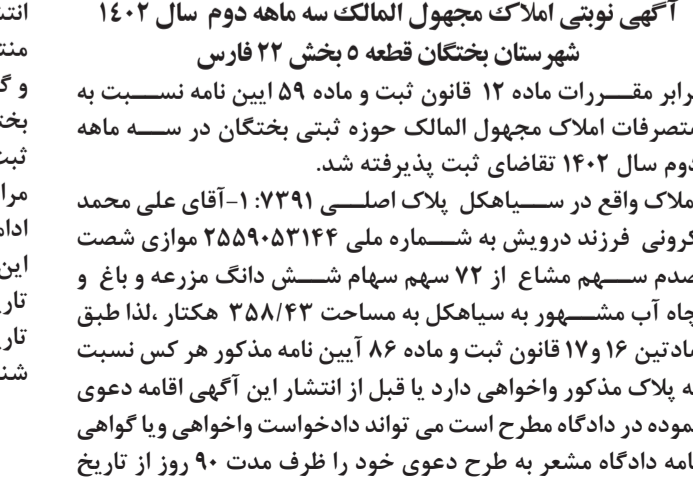 آگهی نوبتی املاک مجهول المالک سه ماهه دوم سال ۱۴۰۲
شهرستان بختگان قطعه ۵ بخش ۲۲ فارس
برابر مقررات ماده ۱۲ قانون ثبت و ماده ۵۹ ایین نامه نسبت به
متصرفات املاک مجهول المالک حوزه ثبتی بختگان در سه ماهه
دوم سال ۱۴۰۲ تقاضای ثبت پذیرفته شد.
املاک واقع در سیاهکل پلاک اصلی ۷۳۹۱: ۱-آقای علی محمد
کرونی فرزند درویش به شماره ملی ۲۵۵۹۰۵۳۱۴۴ موازی شصت
صدم سهم مشاع از ۷۲ سهم سهام شش دانگ مزرعه و باغ و
چاه آب مشهور به سیاهکل به مساحت ۳۵۸/۴۳ هکتار ،لذا طبق
مادتین ۱۶ و۱۷ قانون ثبت و ماده ۸۶ آیین نامه مذکور هر کس نسبت
به پلاک مذکور واخواهی دارد یا قبل از انتشار این آگهی اقامه دعوی
نموده در دادگاه مطرح است می تواند دادخواست واخواهی ویا گواهی
نامه دادگاه مشعر به طرح دعوی خود را ظرف مدت ۹۰ روز از تاریخ